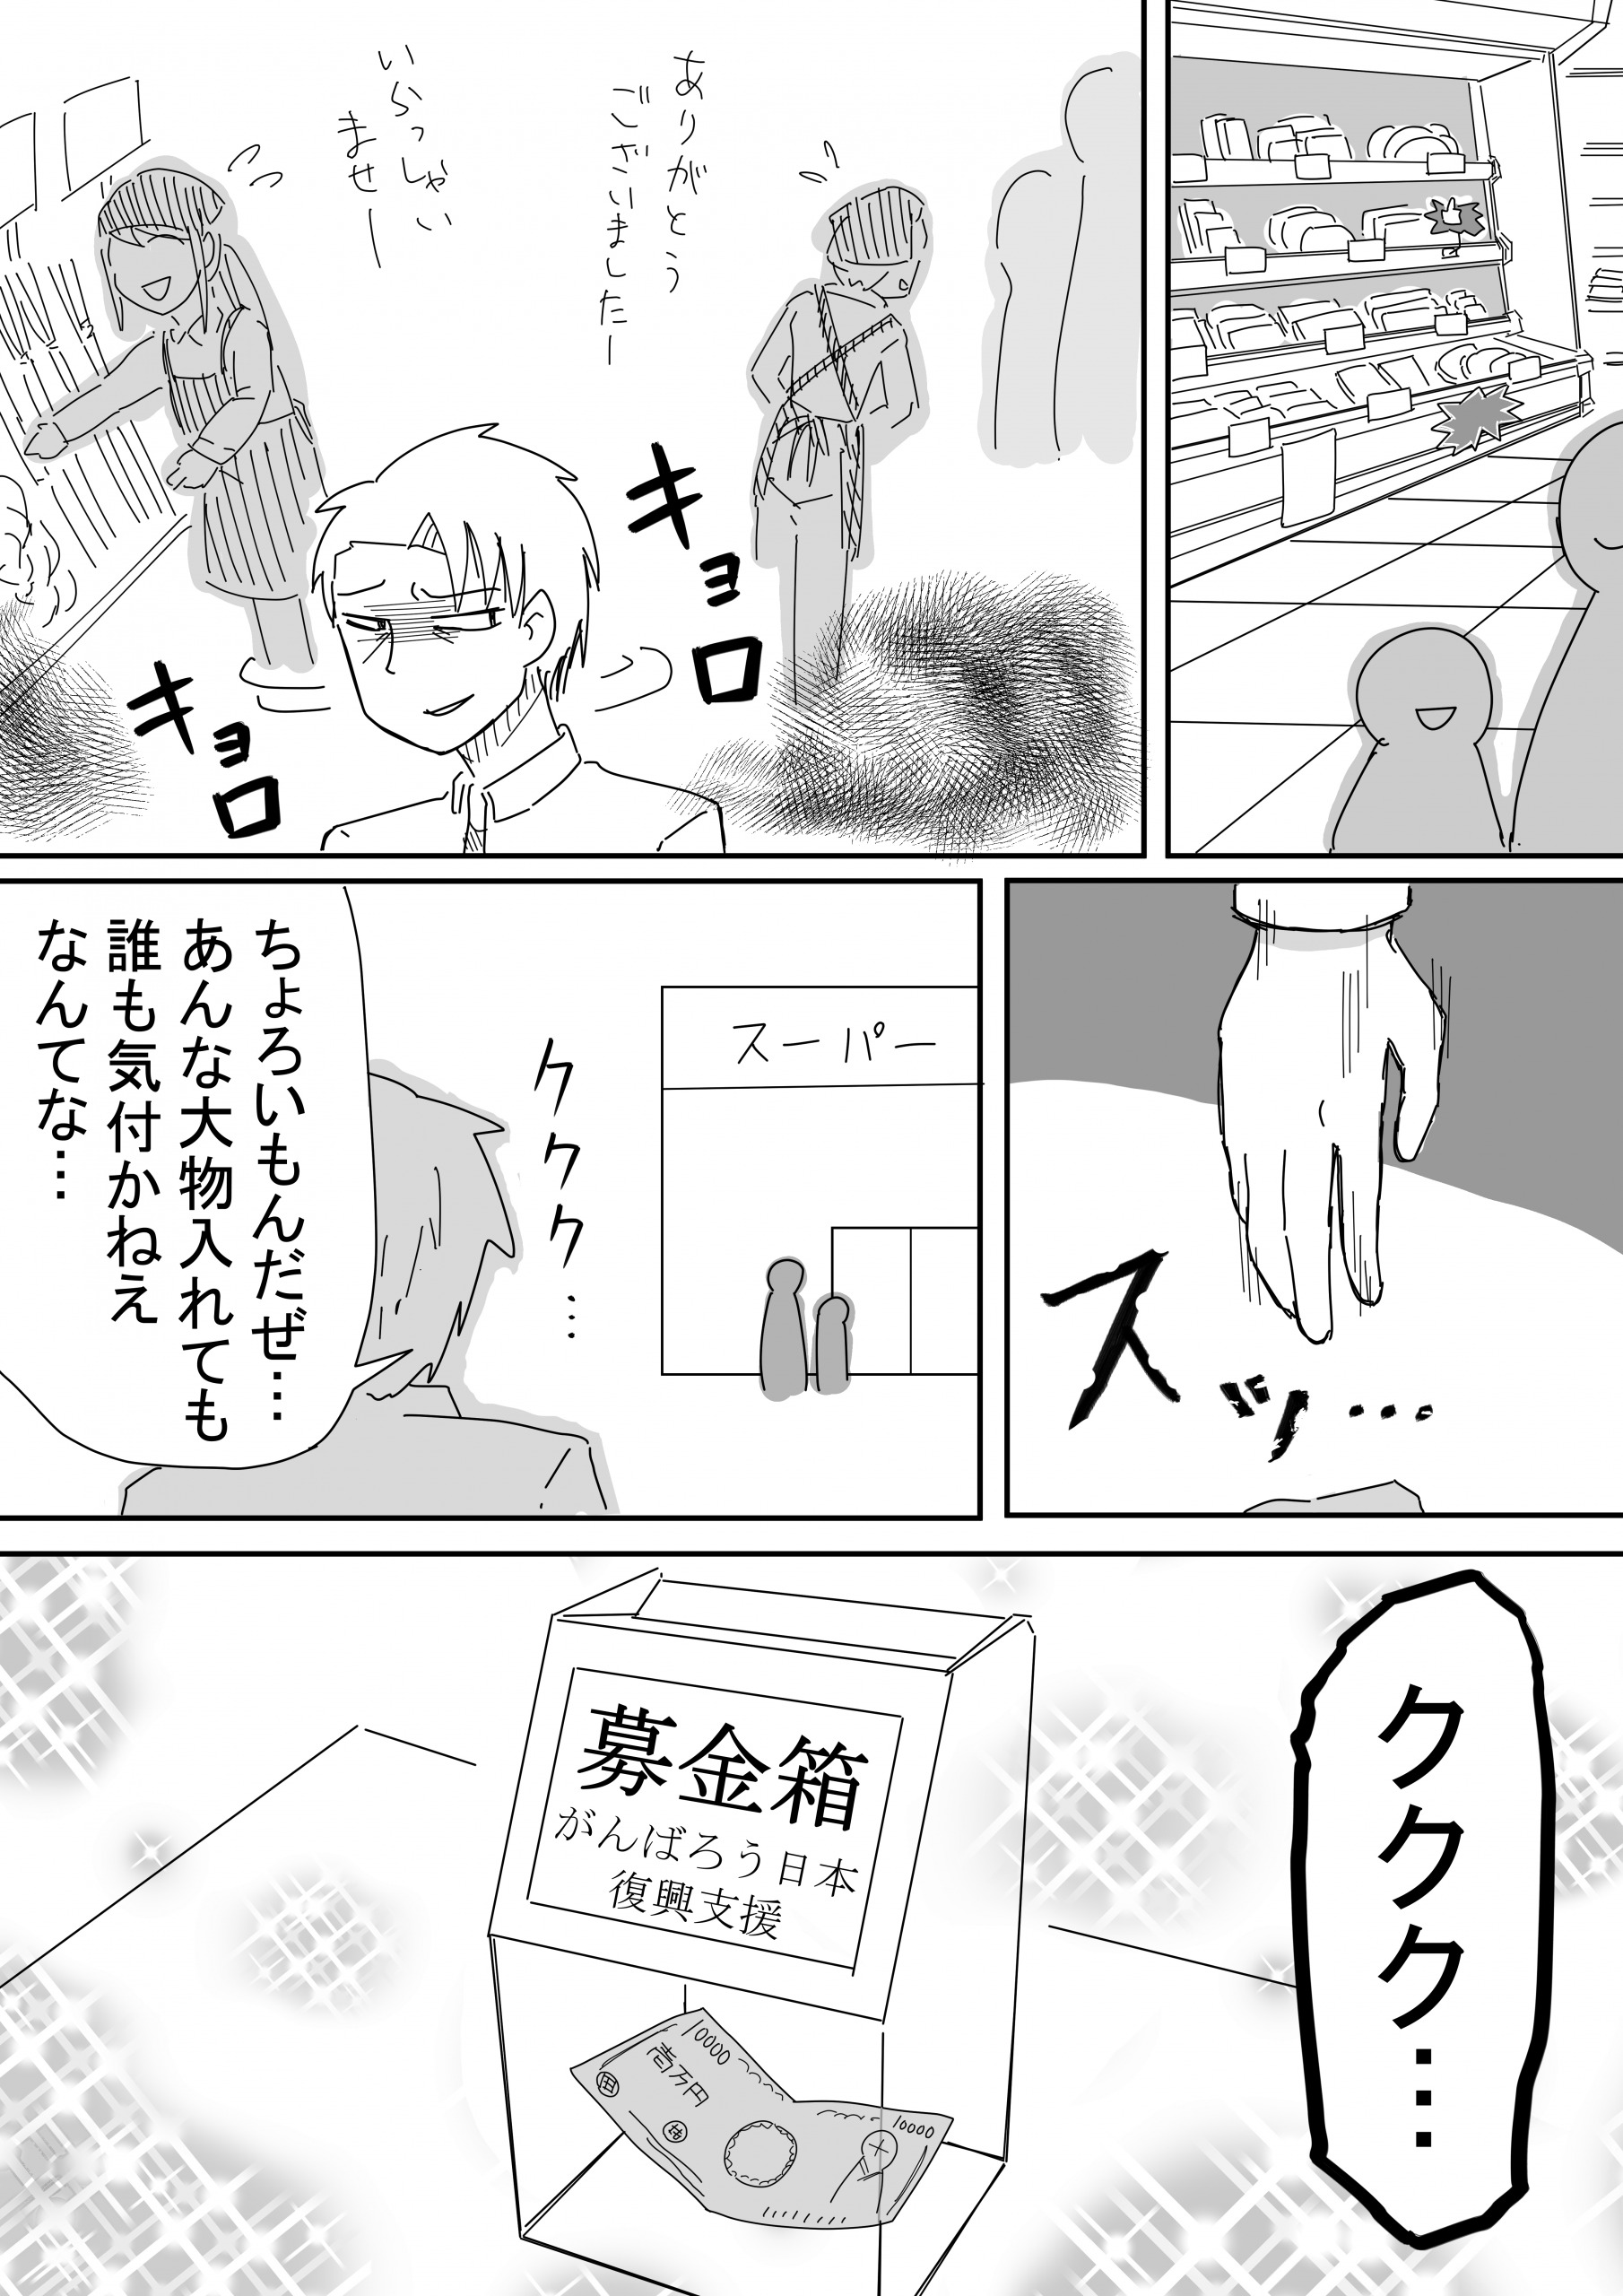 ありがとう
ございましたー
いらっしゃい
ませー
キョロ
キョロ
スッ…
スーパー
ククク…
ちょろいもんだぜ…
あんな大物入れても
誰も気付かねえ
なんてな…
ククク…
募金箱
がんばろう日本
復興支援
10000
壱万円
10000